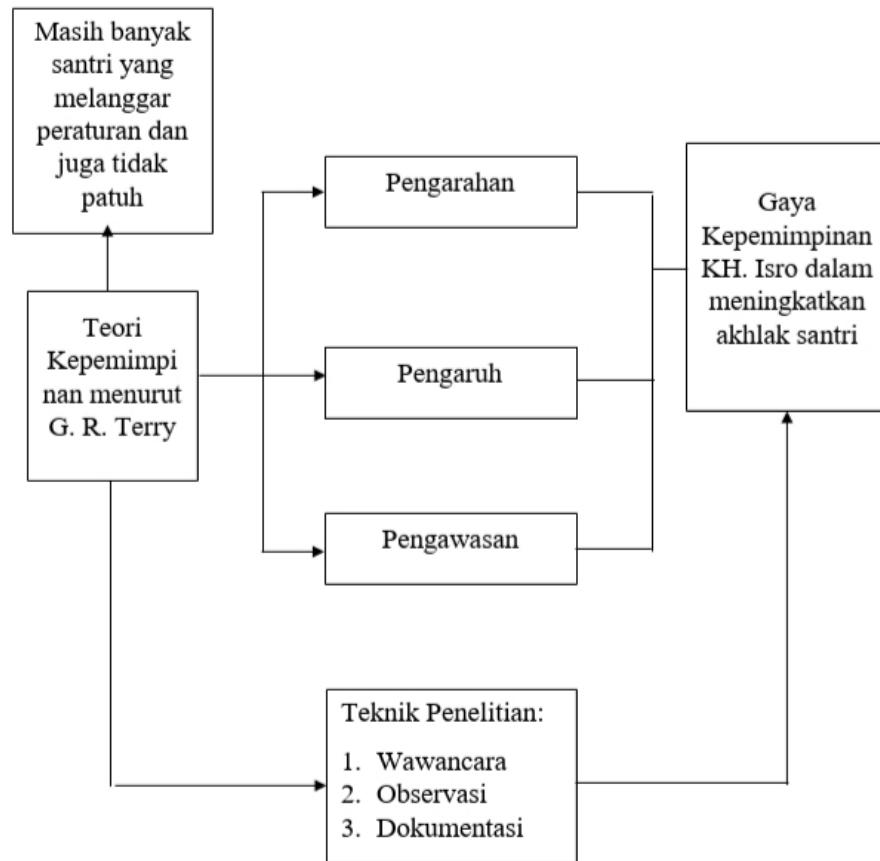 Masih banyak
santri yang
melanggar
peraturan dan
juga tidak
patuh
Teori
Kepemimpi
nan menurut
G. R. Terry
Pengarahan
Pengaruh
Pengawasan
Gaya
Kepemimpinan
KH. Isro dalam
meningkatkan
akhlak santri
Teknik Penelitian:
1. Wawancara
2. Observasi
3. Dokumentasi